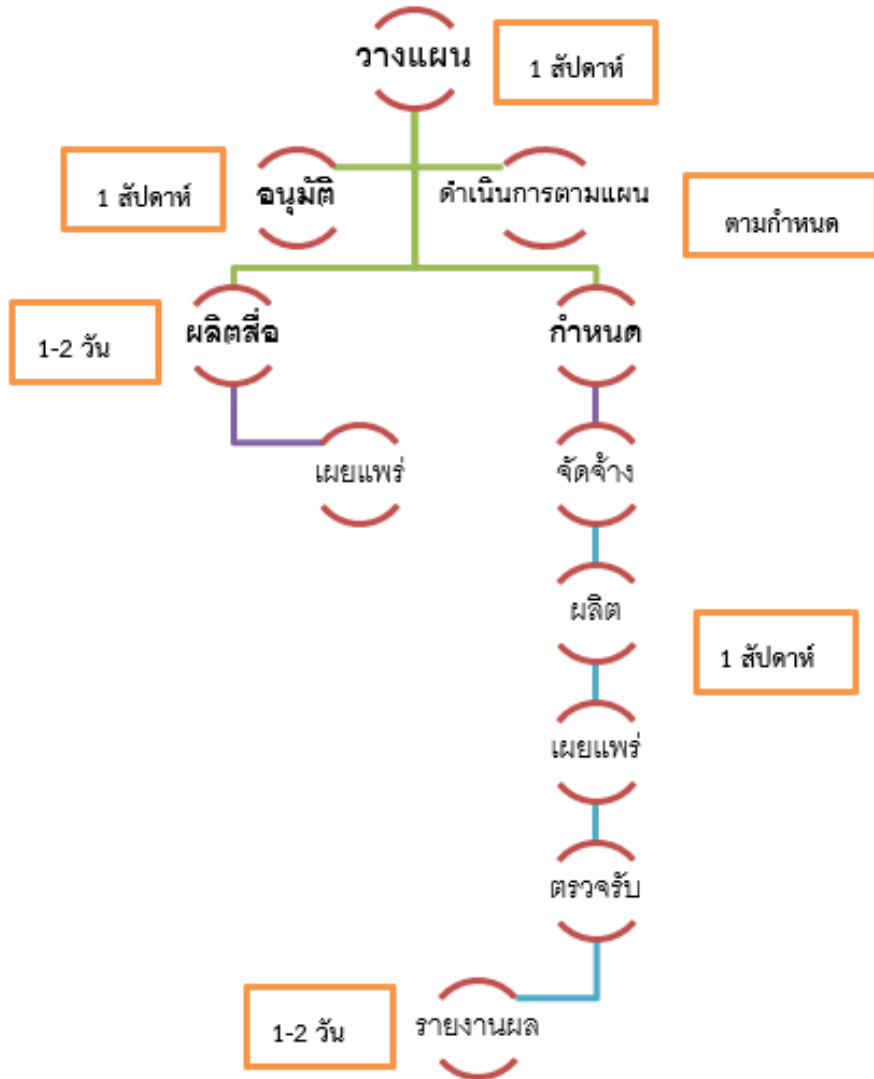 วางแผน
1 สัปดาห์
1 สัปดาห์
อนุมัติ
ดำเนินการตามแผน
ตามกำหนด
1-2 วัน
ผลิตสื่อ
กำหนด
เผยแพร่
จัดจ้าง
ผลิต
1 สัปดาห์
เผยแพร่
ตรวจรับ
1-2 วัน
รายงานผล